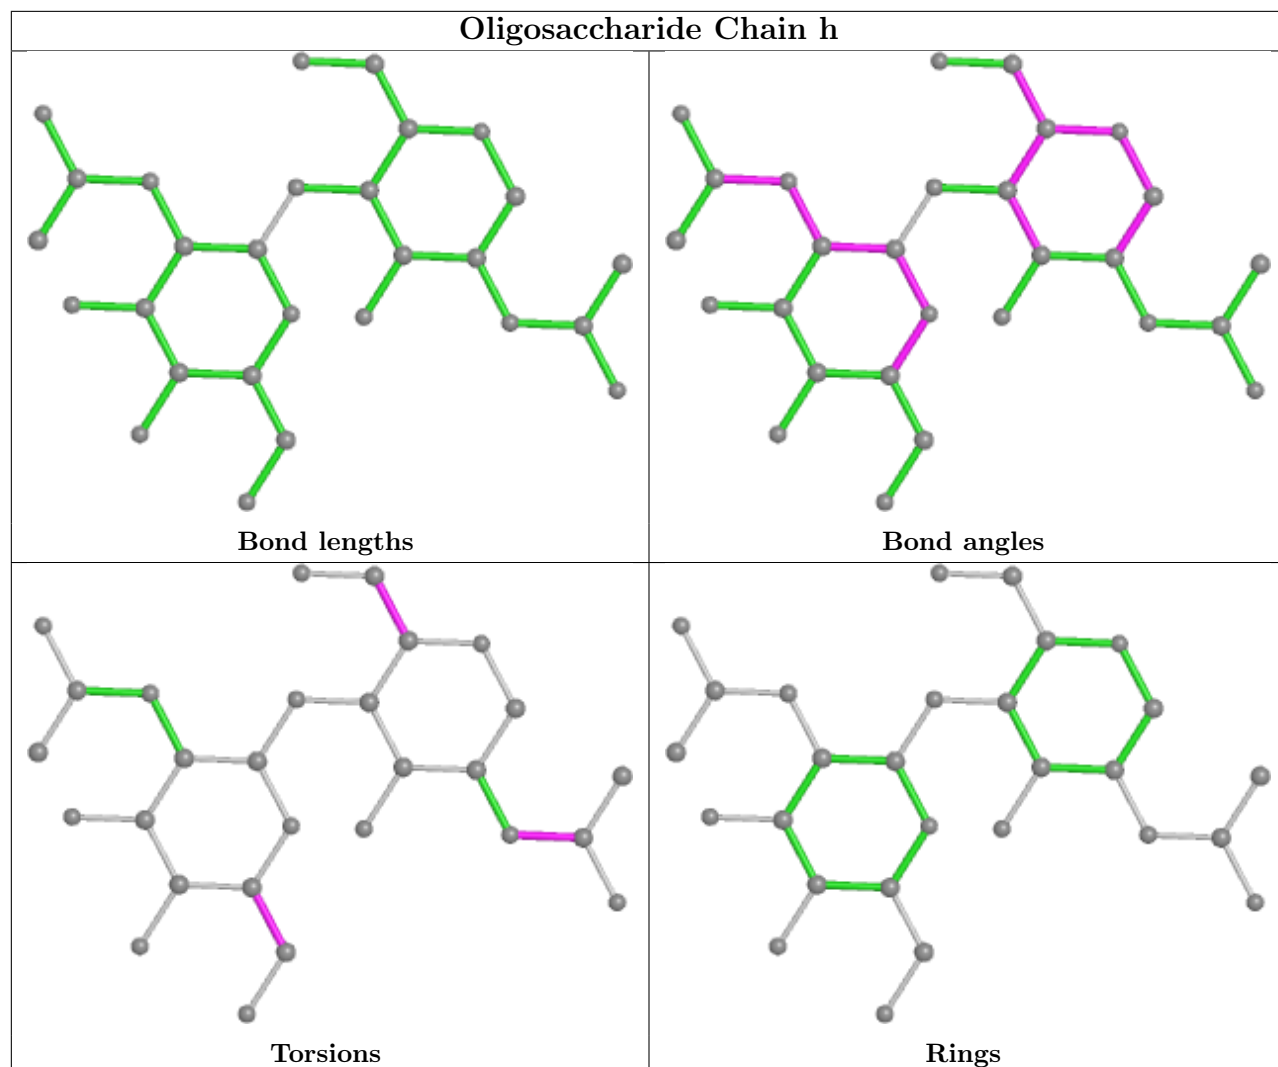 Oligosaccharide Chain h
Bond lengths
Bond angles
Torsions
Rings